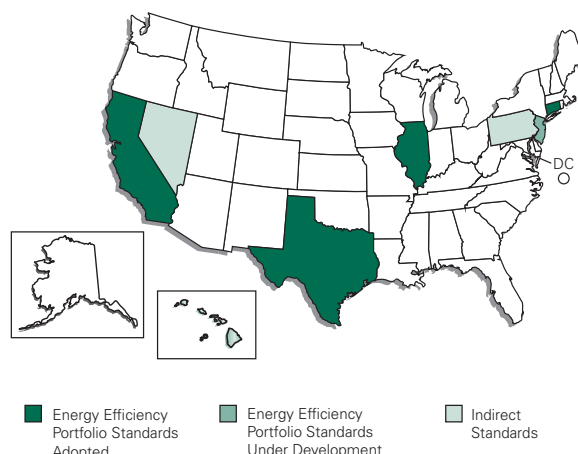 DC
Energy Efficiency
Portfolio Standards
Adopted
Energy Efficiency
Portfolio Standards
Under Development
Indirect
Standards